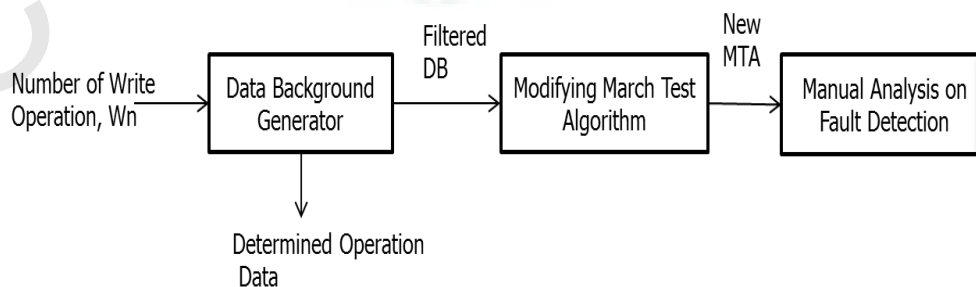 Number of Write
Operation, Wn
Data Background
Generator
Filtered
DB
Modifying March Test
Algorithm
New
MTA
Manual Analysis on
Fault Detection
Determined Operation
Data